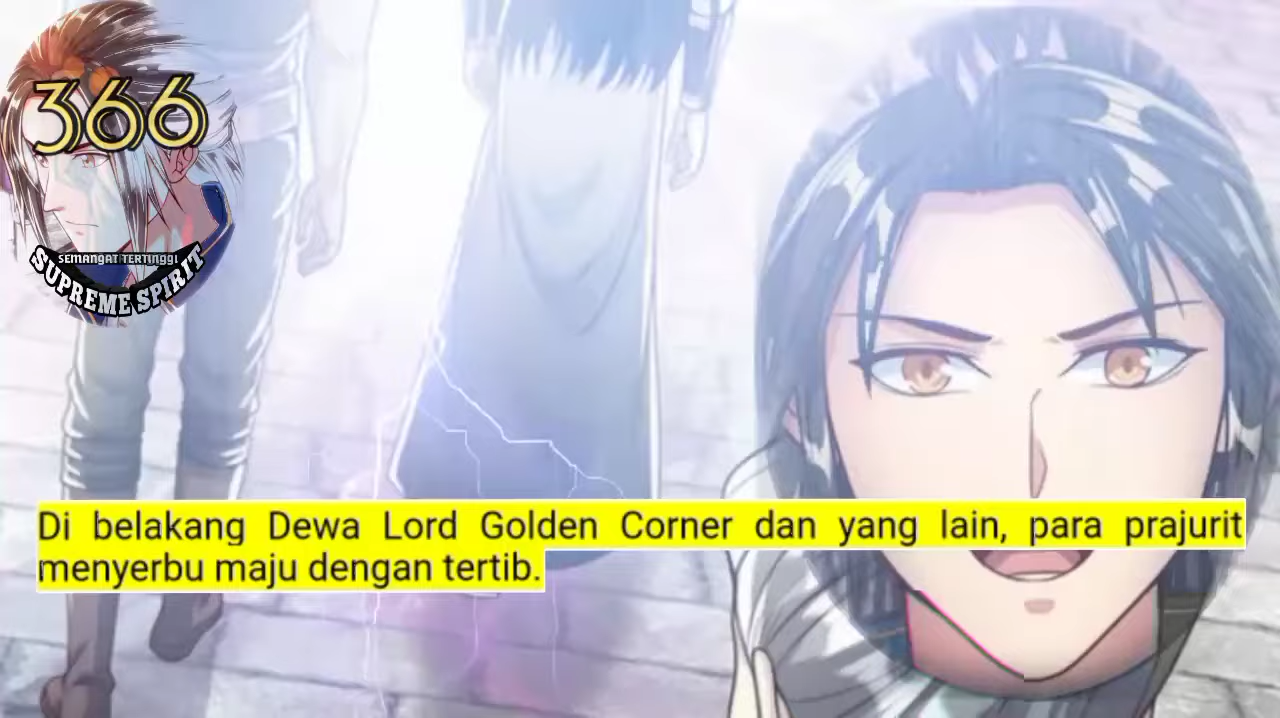 366
SEMANGAT TERTINGGI
SUPREME SPIRIT
Di belakang Dewa Lord Golden Corner dan yang lain, para prajurit
menyerbu maju dengan tertib.